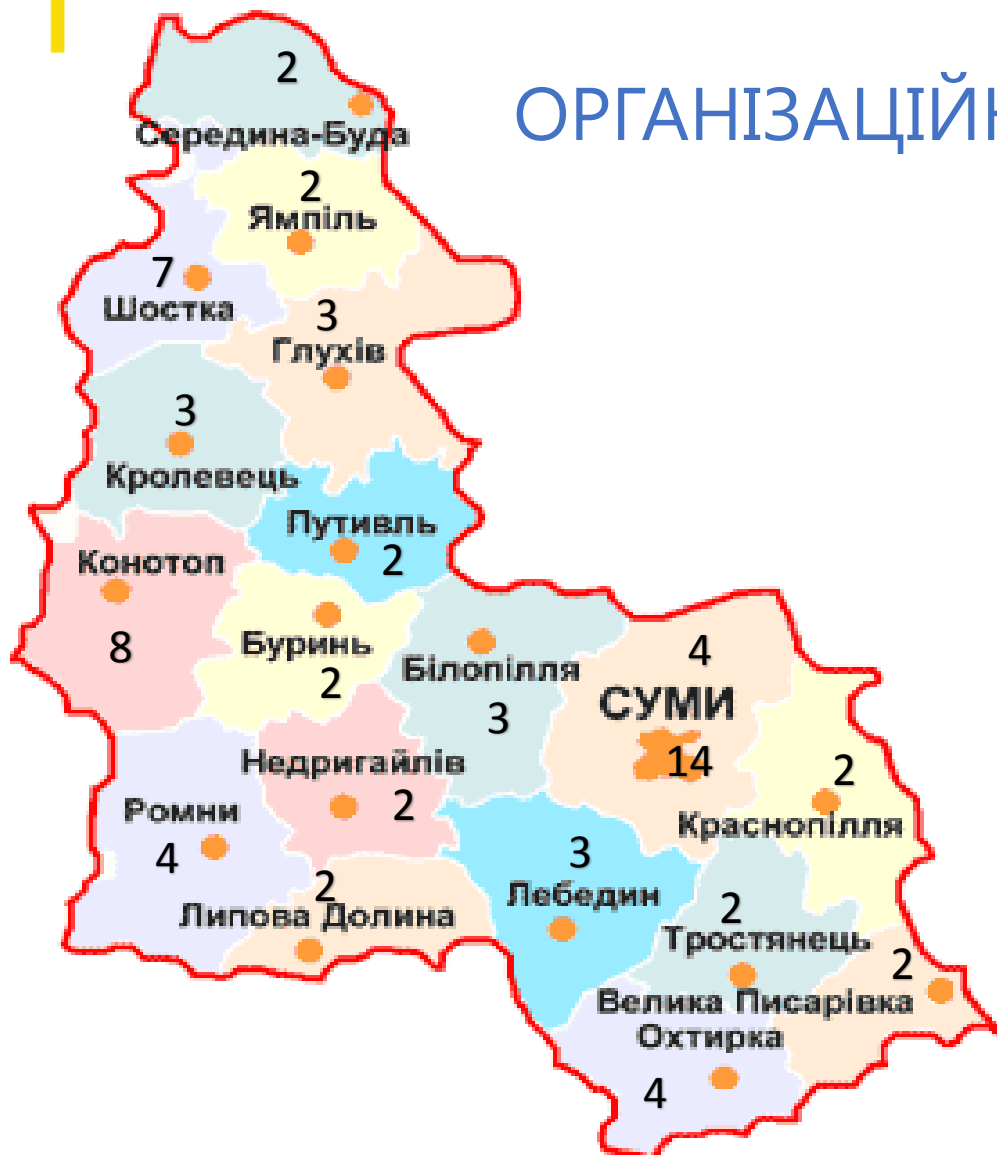 ОРГАНІЗАЦІЙН
2
Середина-Буда
2
Ямпіль
7
Шостка
3
Глухів
3
Кролевець
Путивль
2
Конотоп
8
Буринь
2
Білопілля
3
4
СУМИ
14
Недригайлів
2
2
Краснопілля
Ромни
4
3
Лебедин
2
Липова Долина
2
Тростянець
2
Велика Писарівка
Охтирка
4